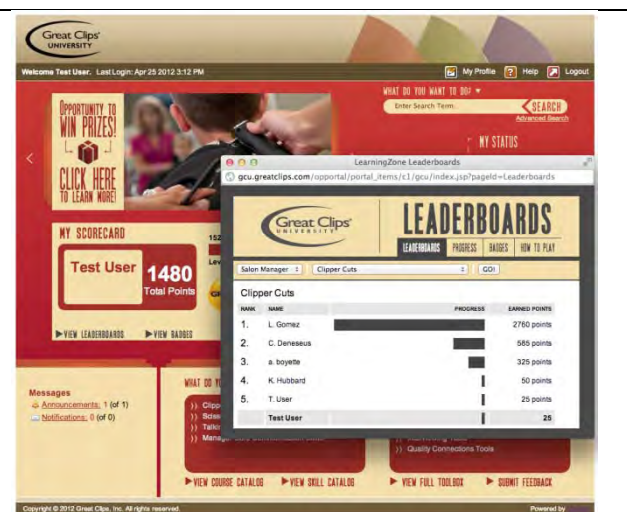 Great Clips
UNIVERSITY
Welcome Test User. Last Login: Apr 25 2012 3:12 PM
My Profile Help Logout
WHAT DO YOU WANT TO DO?
Enter Search Term.. SEARCH
Advanced Search
OPPORTUNITY TO
WIN PRIZES!
CLICK HERE
TO LEARN MORE!
MY STATUS
LearningZone Leaderboards
gcu.greatclips.com/opportal/portal_items/c1/gcu/index.jsp?pageId=Leaderboards
Great Clips
UNIVERSITY
LEADERBOARDS
LEADERBOARDS PROGRESS BADGES HOW TO PLAY
Salon Manager Clipper Cuts GO!
Clipper Cuts
RANK NAME PROGRESS EARNED POINTS
1. L. Gomez 2760 points
2. C. Deneseus 585 points
3. a. boyette 325 points
4. K. Hubbard 50 points
5. T. User 25 points
Test User 25
MY SCORECARD
Test User 1480
Total Points
VIEW LEADERBOARDS VIEW BADGES
Messages
Announcements: 1 (of 1)
Notifications: 0 (of 0)
WHAT DO
Quality Connections Tools
VIEW COURSE CATALOG VIEW SKILL CATALOG VIEW FULL TOOLBOX SUBMIT FEEDBACK
Copyright © 2012 Great Clips, Inc. All rights reserved. Powered by